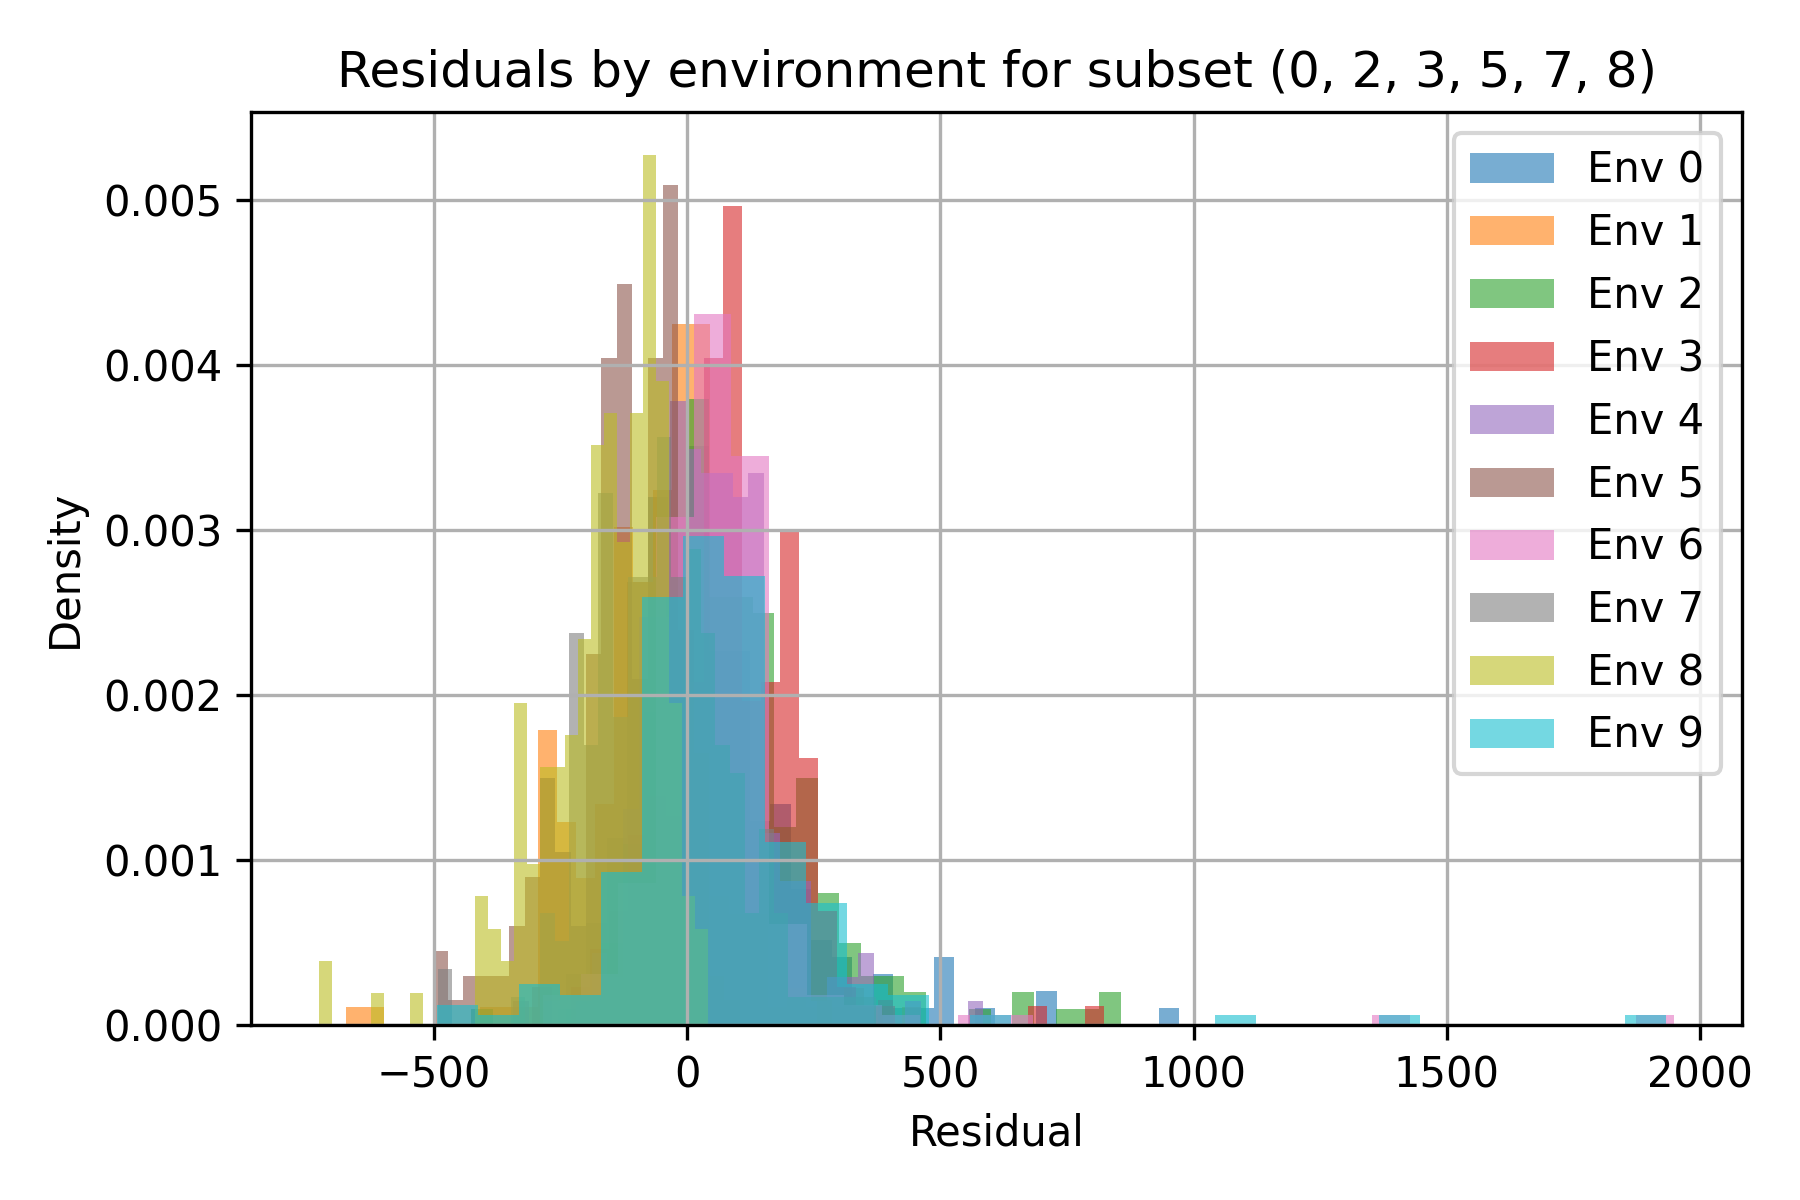 Residuals by environment for subset (0, 2, 3, 5, 7, 8)
Density
0.005
0.004
0.003
0.002
0.001
0.000
−500
0
500
1000
1500
2000
Residual
Env 0
Env 1
Env 2
Env 3
Env 4
Env 5
Env 6
Env 7
Env 8
Env 9